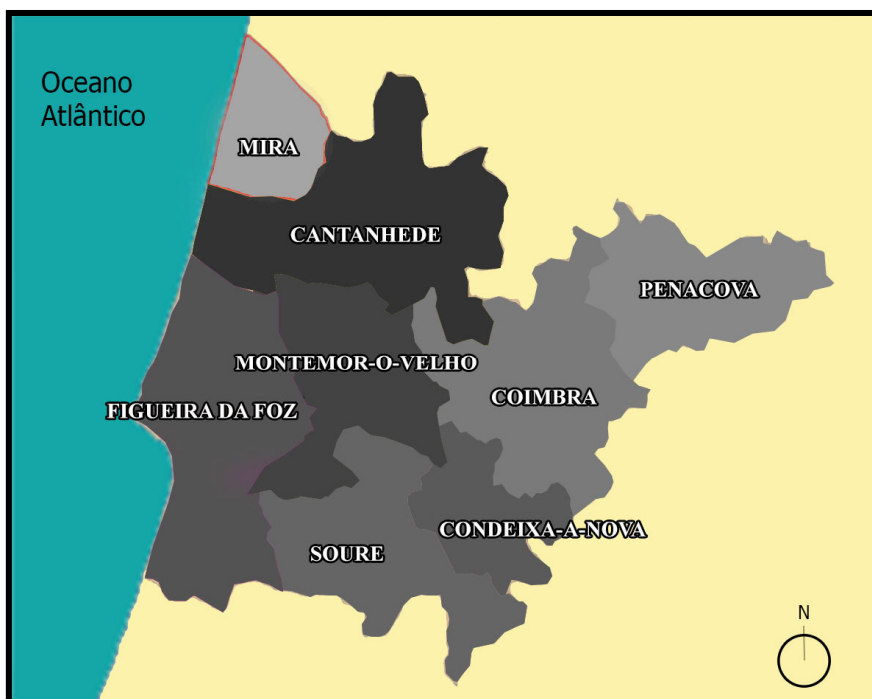 Oceano
Atlântico
MIRA
CANTANHEDE
PENACOVA
MONTEMOR-O-VELHO
COIMBRA
FIGUEIRA DA FOZ
CONDEIXA-A-NOVA
SOURE
N